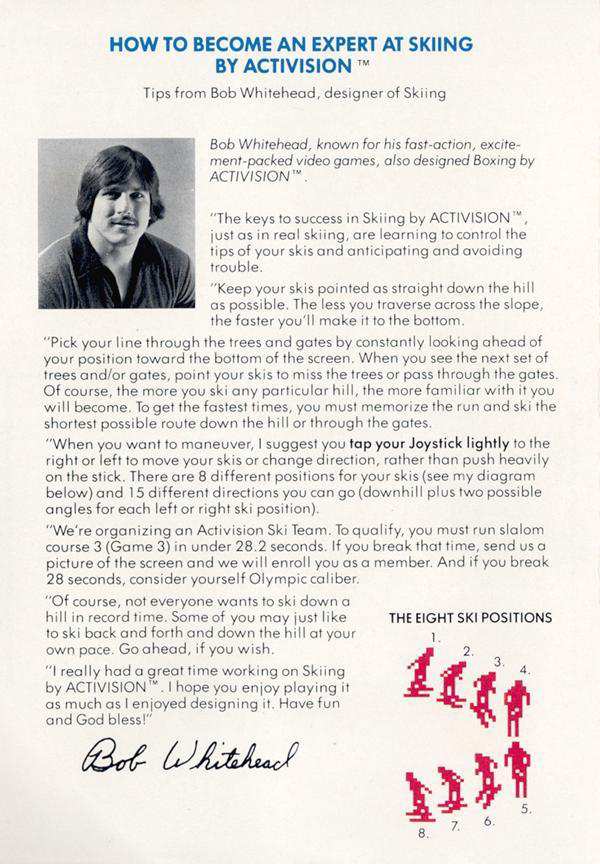 HOW TO BECOME AN EXPERT AT SKIING
BY ACTIVISION ™
Tips from Bob Whitehead, designer of Skiing
Bob Whitehead, known for his fast-action, excite-
ment-packed video games, also designed Boxing by
ACTIVISION™.
"The keys to success in Skiing by ACTIVISION™,
just as in real skiing, are learning to control the
tips of your skis and anticipating and avoiding
trouble.
"Keep your skis pointed as straight down the hill
as possible. The less you traverse across the slope,
the faster you'll make it to the bottom.
"Pick your line through the trees and gates by constantly looking ahead of
your position toward the bottom of the screen. When you see the next set of
trees and/or gates, point your skis to miss the trees or pass through the gates.
Of course, the more you ski any particular hill, the more familiar with it you
will become. To get the fastest times, you must memorize the run and ski the
shortest possible route down the hill or through the gates.
"When you want to maneuver, I suggest you tap your Joystick lightly to the
right or left to move your skis or change direction, rather than push heavily
on the stick. There are 8 different positions for your skis (see my diagram
below) and 15 different directions you can go (downhill plus two possible
angles for each left or right ski position).
"We're organizing an Activision Ski Team. To qualify, you must run slalom
course 3 (Game 3) in under 28.2 seconds. If you break that time, send us a
picture of the screen and we will enroll you as a member. And if you break
28 seconds, consider yourself Olympic caliber.
"Of course, not everyone wants to ski down a
hill in record time. Some of you may just like
to ski back and forth and down the hill at your
own pace. Go ahead, if you wish.
"I really had a great time working on Skiing
by ACTIVISION™. I hope you enjoy playing it
as much as I enjoyed designing it. Have fun
and God bless!"
Bob Whitehead
THE EIGHT SKI POSITIONS
1.
2.
3.
4.
5.
6.
7.
8.